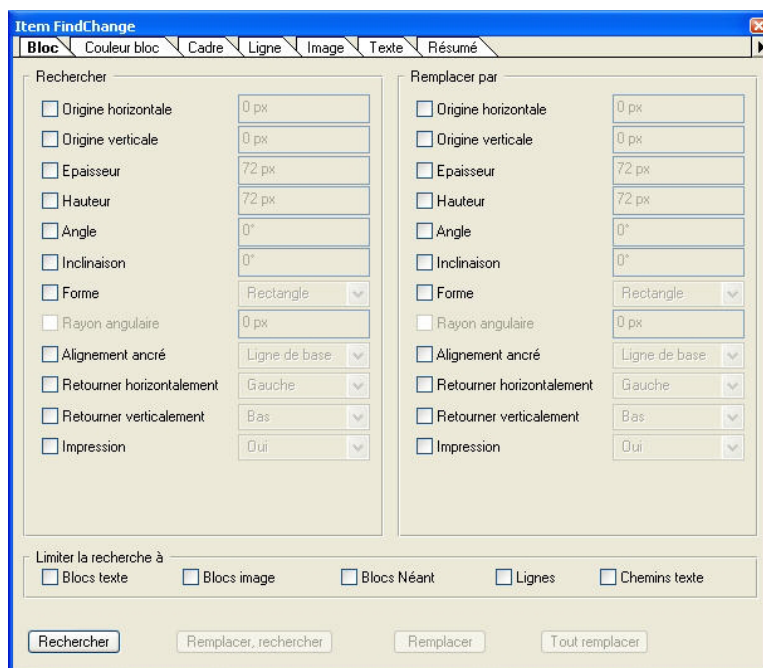 Item FindChange
Bloc Couleur bloc Cadre Ligne Image Texte Résumé
Rechercher
Origine horizontale 0 px
Origine verticale 0 px
Epaisseur 72 px
Hauteur 72 px
Angle 0°
Inclinaison 0°
Forme Rectangle
Rayon angulaire 0 px
Alignement ancré Ligne de base
Retourner horizontalement Gauche
Retourner verticalement Bas
Impression Oui
Remplacer par
Origine horizontale 0 px
Origine verticale 0 px
Epaisseur 72 px
Hauteur 72 px
Angle 0°
Inclinaison 0°
Forme Rectangle
Rayon angulaire 0 px
Alignement ancré Ligne de base
Retourner horizontalement Gauche
Retourner verticalement Bas
Impression Oui
Limiter la recherche à
Blocs texte Blocs image Blocs Néant Lignes Chemins texte
Rechercher Remplacer, rechercher Remplacer Tout remplacer